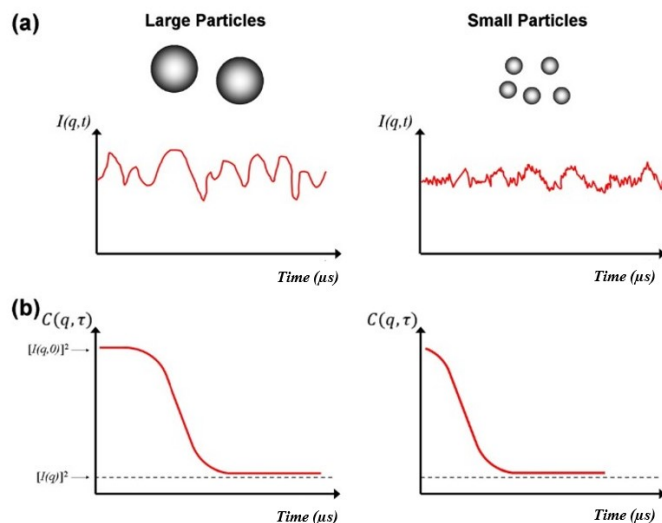 (a)
Large Particles
Small Particles
I(q,t)
I(q,t)
Time (μs)
Time (μs)
(b)
C(q, τ)
C(q, τ)
[I(q,0)]²
[I(q)]²
Time (μs)
Time (μs)